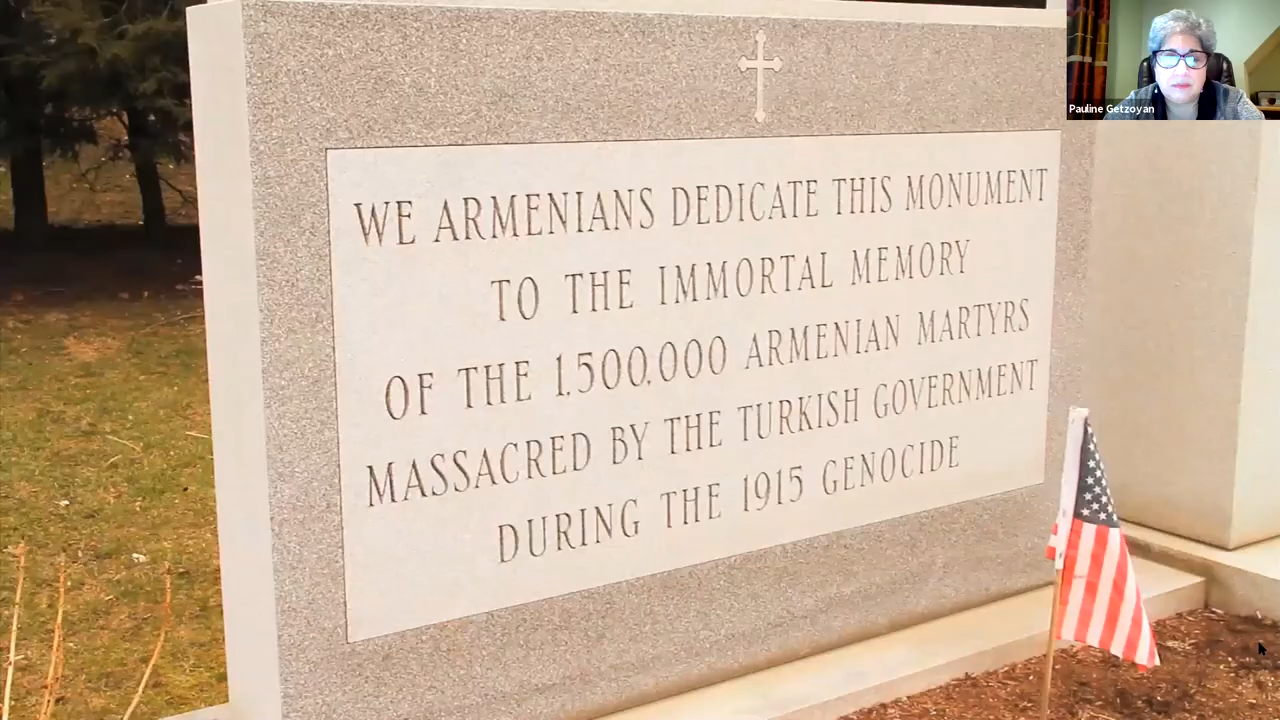 WE ARMENIANS DEDICATE THIS MONUMENT
TO THE IMMORTAL MEMORY
OF THE 1,500,000 ARMENIAN MARTYRS
MASSACRED BY THE TURKISH GOVERNMENT
DURING THE 1915 GENOCIDE
Pauline Getzoyan